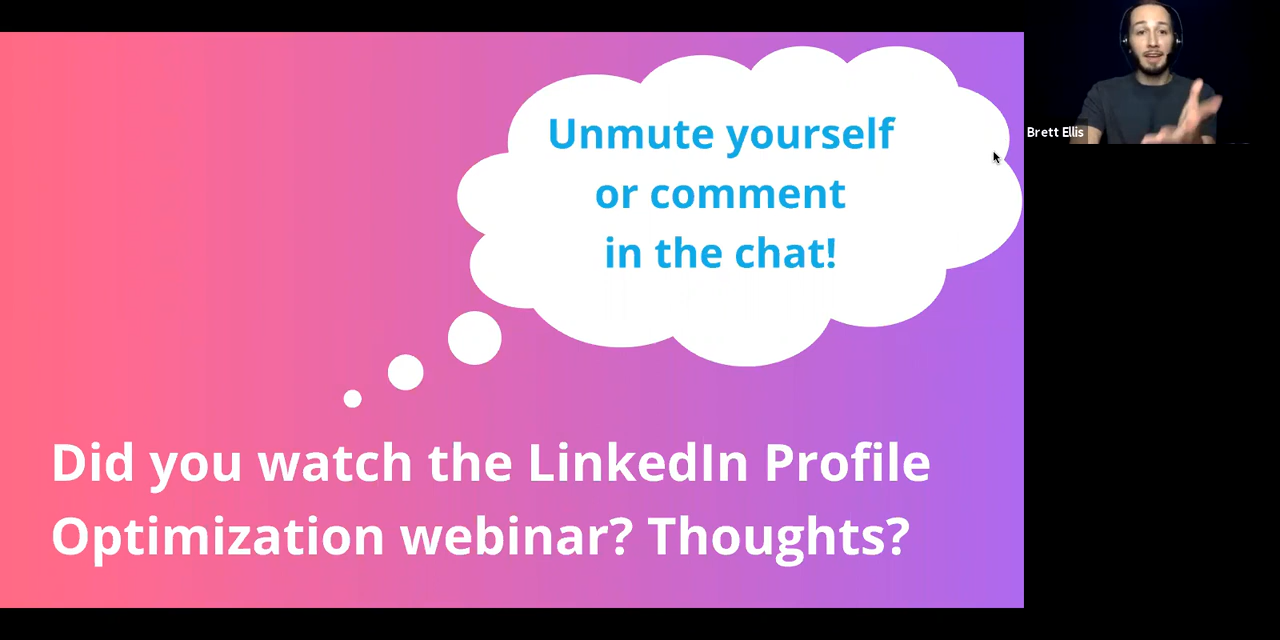 Unmute yourself
or comment
in the chat!
Brett Ellis
Did you watch the LinkedIn Profile
Optimization webinar? Thoughts?